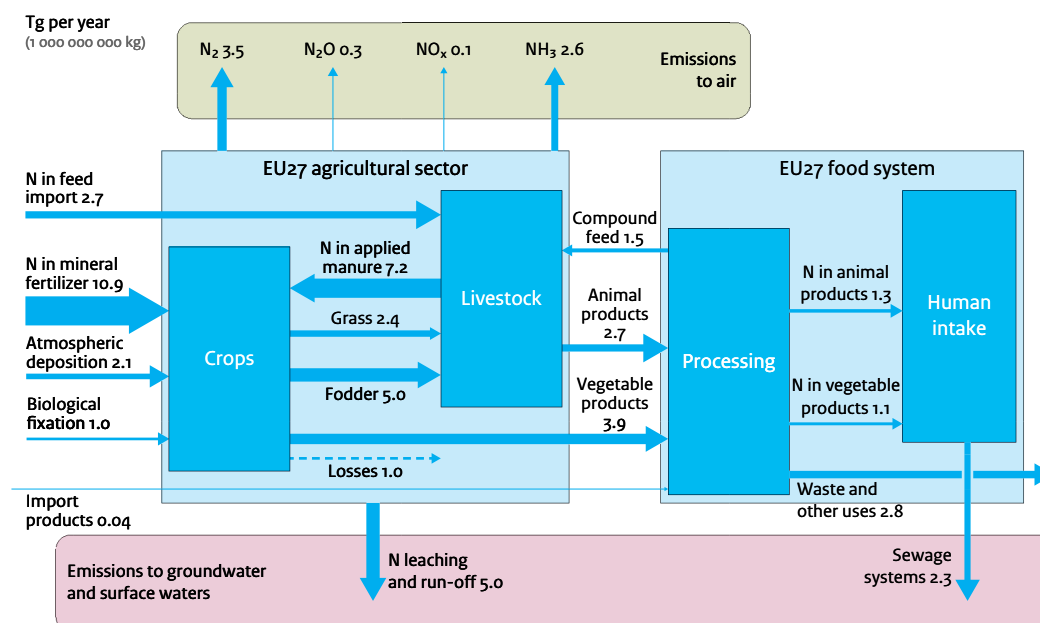 Tg per year
(1 000 000 000 kg)
N₂ 3.5
N₂O 0.3
NOₓ 0.1
NH₃ 2.6
Emissions
to air
EU27 agricultural sector
EU27 food system
N in feed
import 2.7
N in mineral
fertilizer 10.9
Atmospheric
deposition 2.1
Biological
fixation 1.0
Import
products 0.04
Crops
N in applied
manure 7.2
Grass 2.4
Fodder 5.0
Losses 1.0
Livestock
Compound
feed 1.5
Animal
products
2.7
Vegetable
products
3.9
Processing
N in animal
products 1.3
N in vegetable
products 1.1
Human
intake
Waste and
other uses 2.8
Emissions to groundwater
and surface waters
N leaching
and run-off 5.0
Sewage
systems 2.3